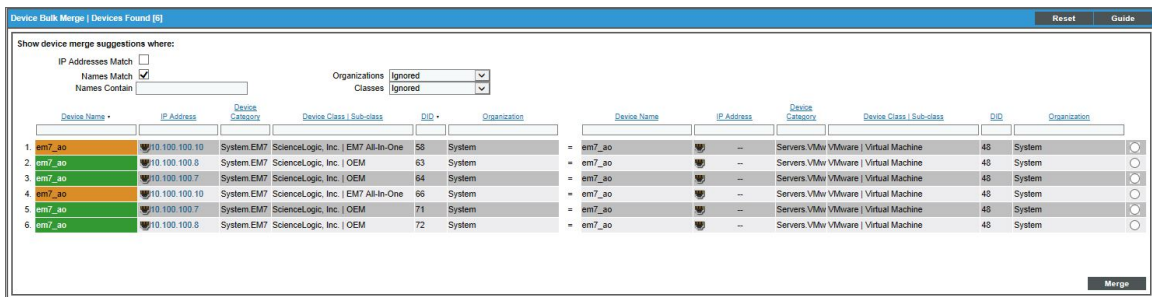 Device Bulk Merge | Devices Found [6] Reset Guide
Show device merge suggestions where:
IP Addresses Match
Names Match Organizations Ignored
Names Contain Classes Ignored
Device Name IP Address Device Category Device Class | Sub-class DID Organization Device Name IP Address Device Category Device Class | Sub-class DID Organization
1. em7_ao 10.100.100.10 System.EM7 ScienceLogic, Inc. | EM7 All-In-One 58 System = em7_ao -- Servers.VMw VMware | Virtual Machine 48 System
2. em7_ao 10.100.100.8 System.EM7 ScienceLogic, Inc. | OEM 63 System = em7_ao -- Servers.VMw VMware | Virtual Machine 48 System
3. em7_ao 10.100.100.7 System.EM7 ScienceLogic, Inc. | OEM 64 System = em7_ao -- Servers.VMw VMware | Virtual Machine 48 System
4. em7_ao 10.100.100.10 System.EM7 ScienceLogic, Inc. | EM7 All-In-One 66 System = em7_ao -- Servers.VMw VMware | Virtual Machine 48 System
5. em7_ao 10.100.100.7 System.EM7 ScienceLogic, Inc. | OEM 71 System = em7_ao -- Servers.VMw VMware | Virtual Machine 48 System
6. em7_ao 10.100.100.8 System.EM7 ScienceLogic, Inc. | OEM 72 System = em7_ao -- Servers.VMw VMware | Virtual Machine 48 System
Merge